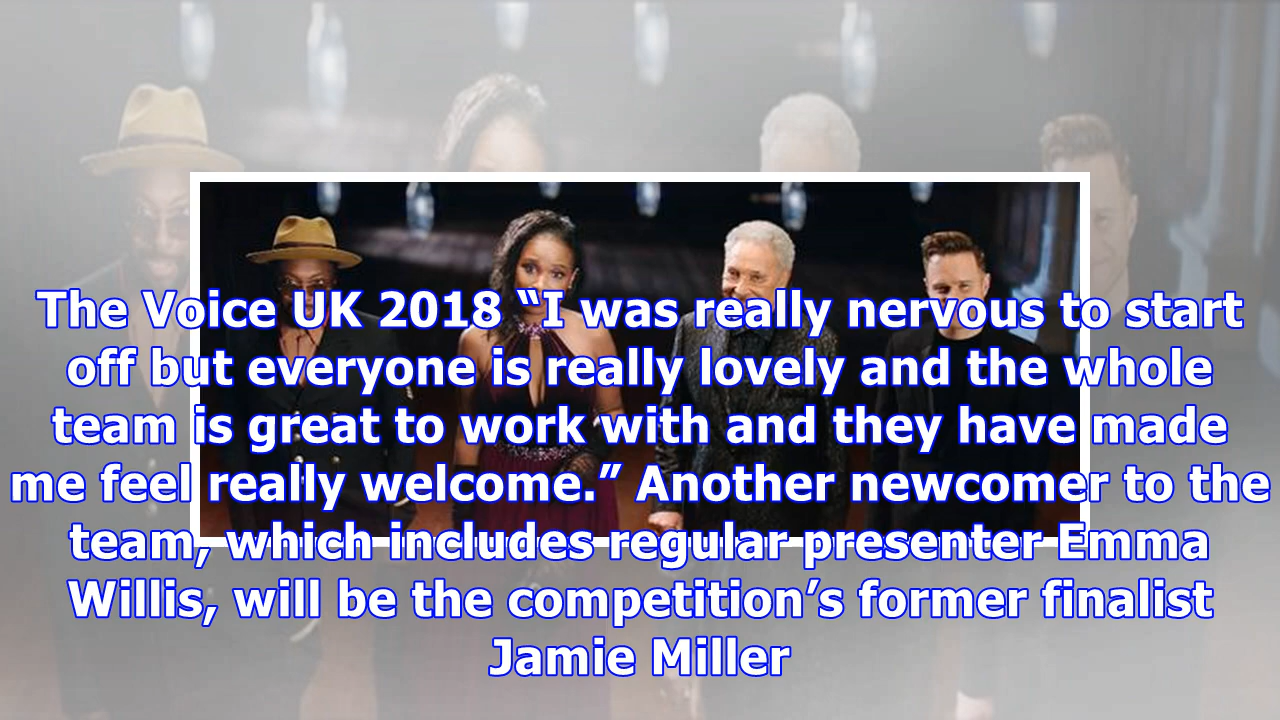 The Voice UK 2018 “I was really nervous to start
off but everyone is really lovely and the whole
team is great to work with and they have made
me feel really welcome.” Another newcomer to the
team, which includes regular presenter Emma
Willis, will be the competition’s former finalist
Jamie Miller